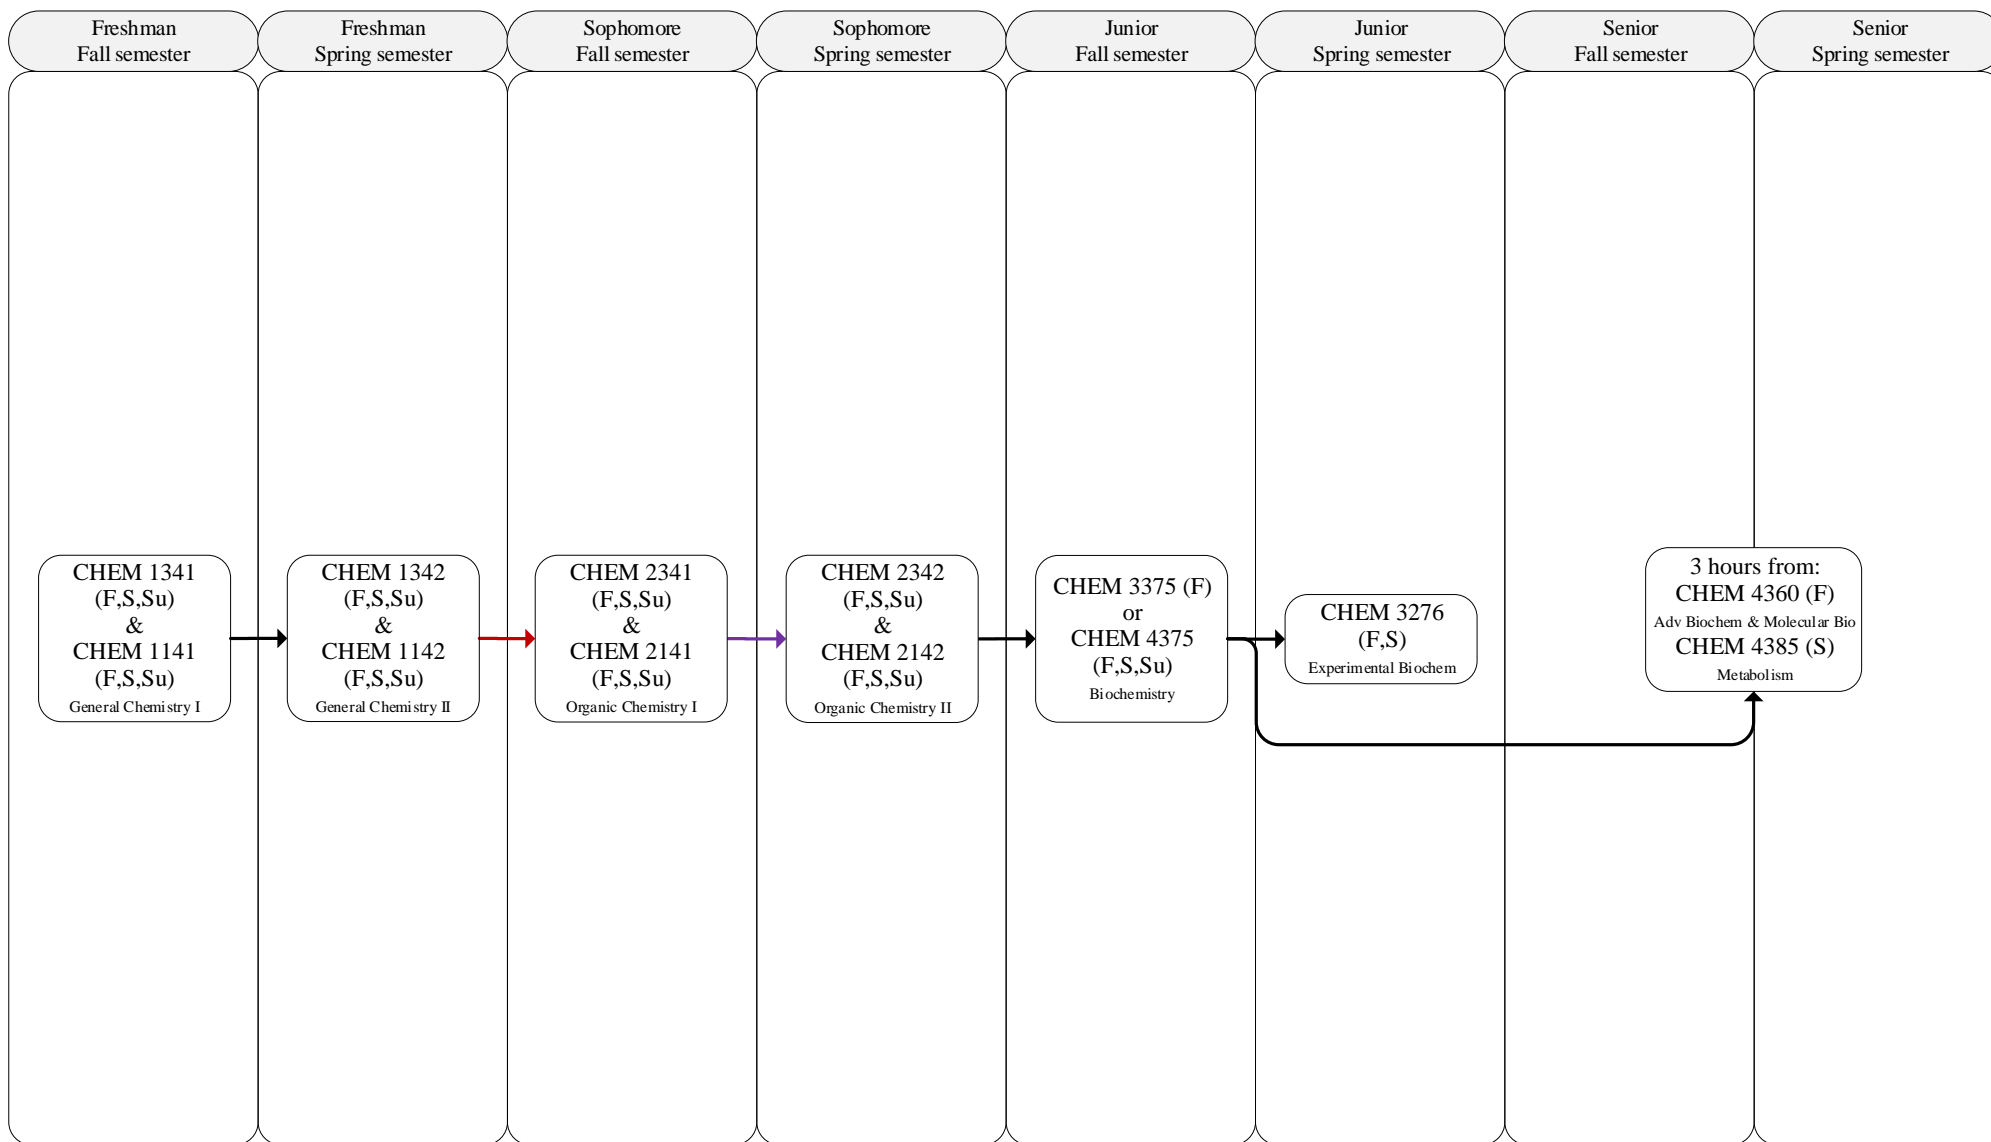 Freshman
Fall semester
Freshman
Spring semester
Sophomore
Fall semester
Sophomore
Spring semester
Junior
Fall semester
Junior
Spring semester
Senior
Fall semester
Senior
Spring semester
CHEM 1341
(F,S,Su)
&
CHEM 1141
(F,S,Su)
General Chemistry I
CHEM 1342
(F,S,Su)
&
CHEM 1142
(F,S,Su)
General Chemistry II
CHEM 2341
(F,S,Su)
&
CHEM 2141
(F,S,Su)
Organic Chemistry I
CHEM 2342
(F,S,Su)
&
CHEM 2142
(F,S,Su)
Organic Chemistry II
CHEM 3375 (F)
or
CHEM 4375
(F,S,Su)
Biochemistry
CHEM 3276
(F,S)
Experimental Biochem
3 hours from:
CHEM 4360 (F)
Adv Biochem & Molecular Bio
CHEM 4385 (S)
Metabolism